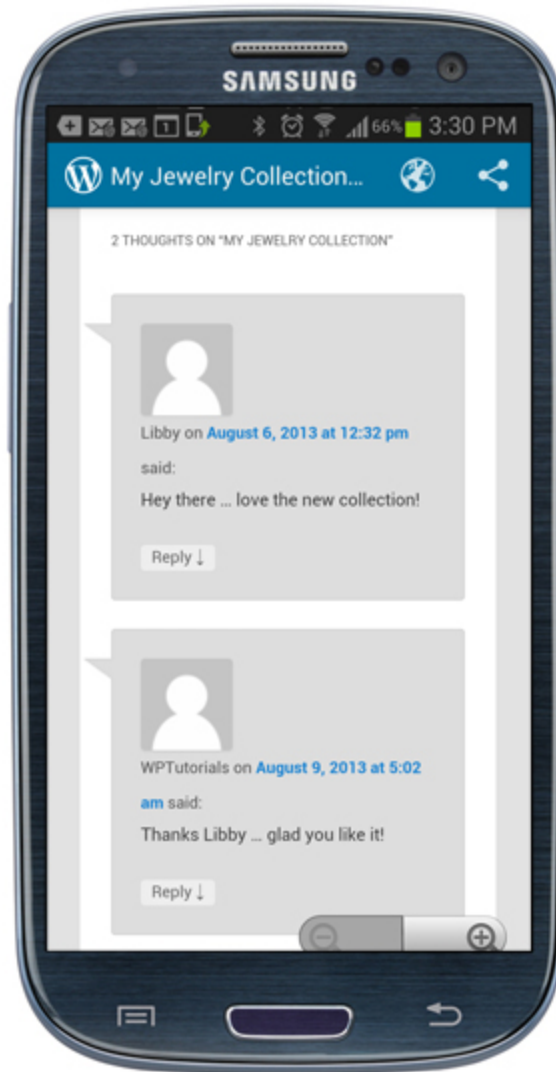 SAMSUNG
1 66% 3:30 PM
My Jewelry Collection...
2 THOUGHTS ON "MY JEWELRY COLLECTION"
Libby on August 6, 2013 at 12:32 pm
said:
Hey there ... love the new collection!
Reply ↓
WPTutorials on August 9, 2013 at 5:02
am said:
Thanks Libby ... glad you like it!
Reply ↓